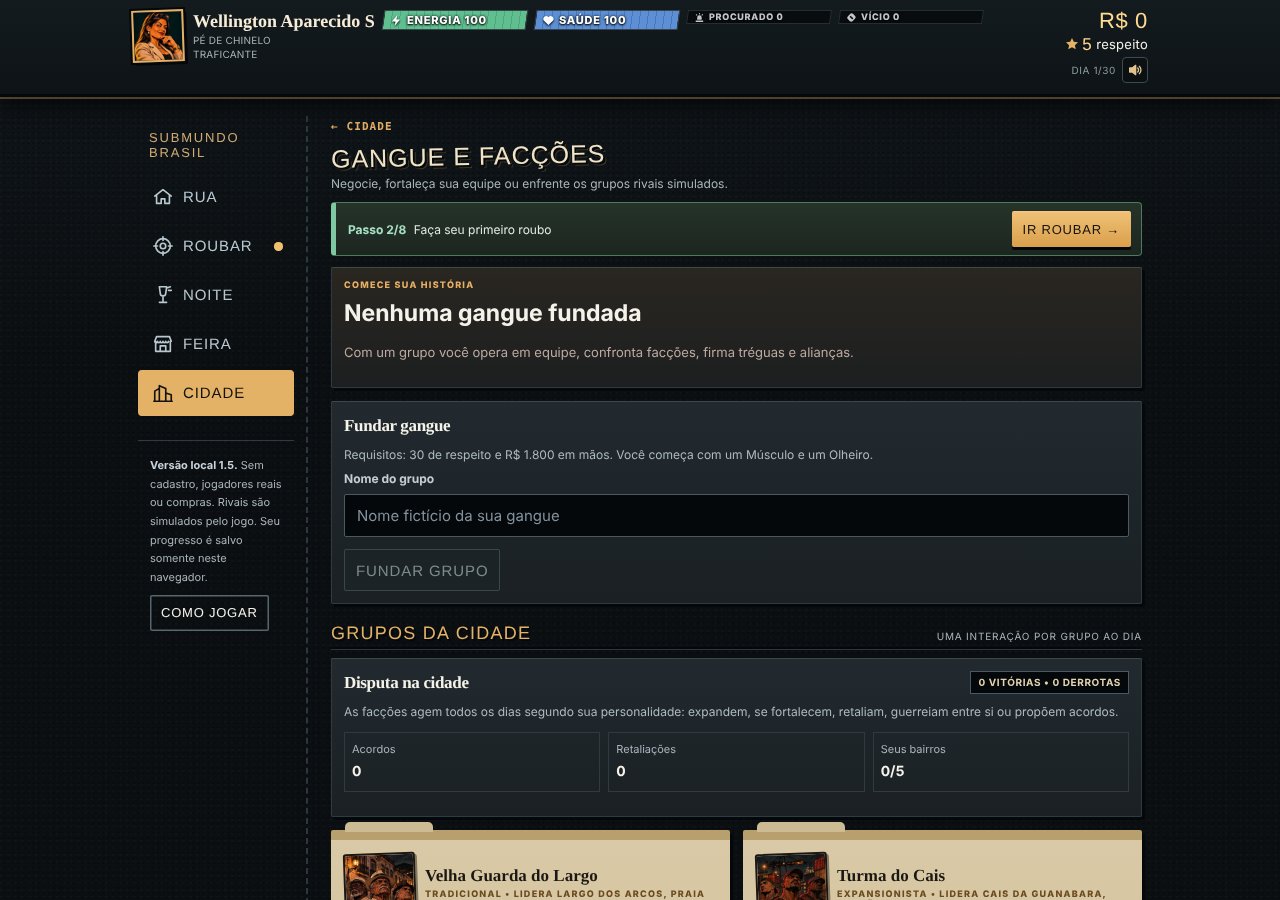 Wellington Aparecido S
PÉ DE CHINELO
TRAFICANTE
ENERGIA 100
SAÚDE 100
PROCURADO 0
VÍCIO 0
R$ 0
5 respeito
DIA 1/30
SUBMUNDO
BRASIL
RUA
ROUBAR
NOITE
FEIRA
CIDADE
Versão local 1.5. Sem
cadastro, jogadores reais
ou compras. Rivais são
simulados pelo jogo. Seu
progresso é salvo
somente neste
navegador.
COMO JOGAR
← CIDADE
GANGUE E FACÇÕES
Negocie, fortaleça sua equipe ou enfrente os grupos rivais simulados.
Passo 2/8 Faça seu primeiro roubo
IR ROUBAR →
COMECE SUA HISTÓRIA
Nenhuma gangue fundada
Com um grupo você opera em equipe, confronta facções, firma tréguas e alianças.
Fundar gangue
Requisitos: 30 de respeito e R$ 1.800 em mãos. Você começa com um Músculo e um Olheiro.
Nome do grupo
Nome fictício da sua gangue
FUNDAR GRUPO
GRUPOS DA CIDADE
UMA INTERAÇÃO POR GRUPO AO DIA
Disputa na cidade
0 VITÓRIAS • 0 DERROTAS
As facções agem todos os dias segundo sua personalidade: expandem, se fortalecem, retaliam, guerreiam entre si ou propõem acordos.
Acordos
0
Retaliações
0
Seus bairros
0/5
Velha Guarda do Largo
TRADICIONAL • LIDERA LARGO DOS ARCOS, PRAIA
Turma do Cais
EXPANSIONISTA • LIDERA CAIS DA GUANABARA,